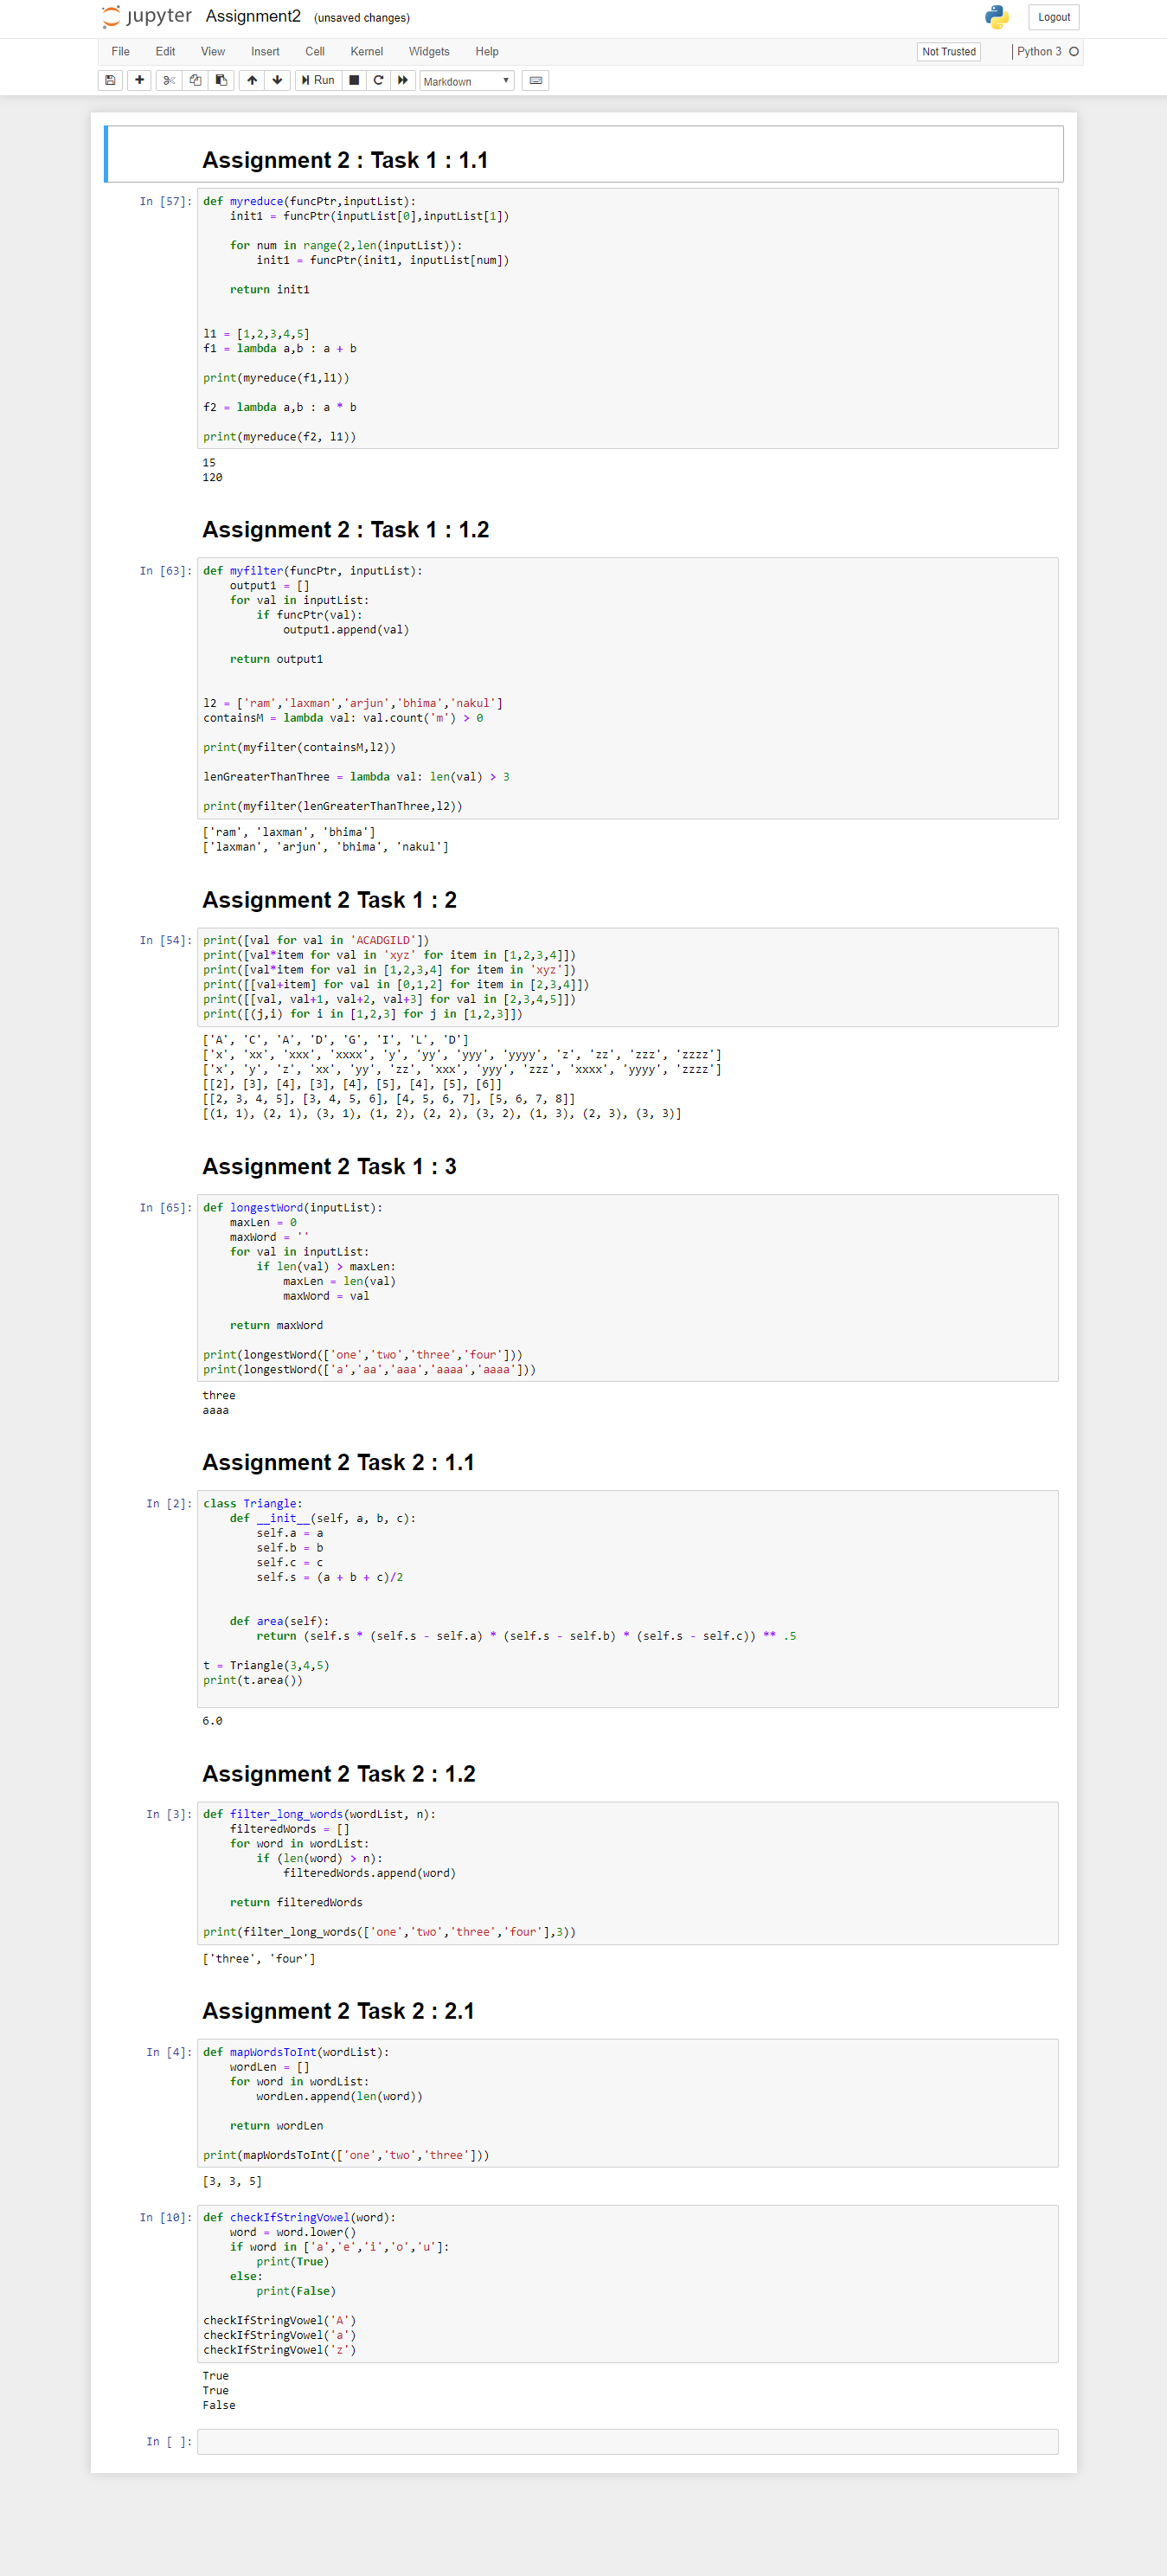 jupyter Assignment2 (unsaved changes) Logout
File Edit View Insert Cell Kernel Widgets Help Not Trusted Python 3
Run Markdown
Assignment 2 : Task 1 : 1.1
In [57]: def myreduce(funcPtr,inputList):
    init1 = funcPtr(inputList[0],inputList[1])
    for num in range(2,len(inputList)):
        init1 = funcPtr(init1, inputList[num])
    return init1
l1 = [1,2,3,4,5]
f1 = lambda a,b : a + b
print(myreduce(f1,l1))
f2 = lambda a,b : a * b
print(myreduce(f2, l1))
15
120
Assignment 2 : Task 1 : 1.2
In [63]: def myfilter(funcPtr, inputList):
    output1 = []
    for val in inputList:
        if funcPtr(val):
            output1.append(val)
    return output1
l2 = ['ram','laxman','arjun','bhima','nakul']
containsM = lambda val: val.count('m') > 0
print(myfilter(containsM,l2))
lenGreaterThanThree = lambda val: len(val) > 3
print(myfilter(lenGreaterThanThree,l2))
['ram', 'laxman', 'bhima']
['laxman', 'arjun', 'bhima', 'nakul']
Assignment 2 Task 1 : 2
In [54]: print([val for val in 'ACADGILD'])
print([val*item for val in 'xyz' for item in [1,2,3,4]])
print([val*item for val in [1,2,3,4] for item in 'xyz'])
print([[val+item] for val in [0,1,2] for item in [2,3,4]])
print([[val, val+1, val+2, val+3] for val in [2,3,4,5]])
print([(j,i) for i in [1,2,3] for j in [1,2,3]])
['A', 'C', 'A', 'D', 'G', 'I', 'L', 'D']
['x', 'xx', 'xxx', 'xxxx', 'y', 'yy', 'yyy', 'yyyy', 'z', 'zz', 'zzz', 'zzzz']
['x', 'y', 'z', 'xx', 'yy', 'zz', 'xxx', 'yyy', 'zzz', 'xxxx', 'yyyy', 'zzzz']
[[2], [3], [4], [3], [4], [5], [4], [5], [6]]
[[2, 3, 4, 5], [3, 4, 5, 6], [4, 5, 6, 7], [5, 6, 7, 8]]
[(1, 1), (2, 1), (3, 1), (1, 2), (2, 2), (3, 2), (1, 3), (2, 3), (3, 3)]
Assignment 2 Task 1 : 3
In [65]: def longestWord(inputList):
    maxLen = 0
    maxWord = ''
    for val in inputList:
        if len(val) > maxLen:
            maxLen = len(val)
            maxWord = val
    return maxWord
print(longestWord(['one','two','three','four']))
print(longestWord(['a','aa','aaa','aaaa','aaaa']))
three
aaaa
Assignment 2 Task 2 : 1.1
In [2]: class Triangle:
    def __init__(self, a, b, c):
        self.a = a
        self.b = b
        self.c = c
        self.s = (a + b + c)/2
    def area(self):
        return (self.s * (self.s - self.a) * (self.s - self.b) * (self.s - self.c)) ** .5
t = Triangle(3,4,5)
print(t.area())
6.0
Assignment 2 Task 2 : 1.2
In [3]: def filter_long_words(wordList, n):
    filteredWords = []
    for word in wordList:
        if (len(word) > n):
            filteredWords.append(word)
    return filteredWords
print(filter_long_words(['one','two','three','four'],3))
['three', 'four']
Assignment 2 Task 2 : 2.1
In [4]: def mapWordsToInt(wordList):
    wordLen = []
    for word in wordList:
        wordLen.append(len(word))
    return wordLen
print(mapWordsToInt(['one','two','three']))
[3, 3, 5]
In [10]: def checkIfStringVowel(word):
    word = word.lower()
    if word in ['a','e','i','o','u']:
        print(True)
    else:
        print(False)
checkIfStringVowel('A')
checkIfStringVowel('a')
checkIfStringVowel('z')
True
True
False
In [ ]: